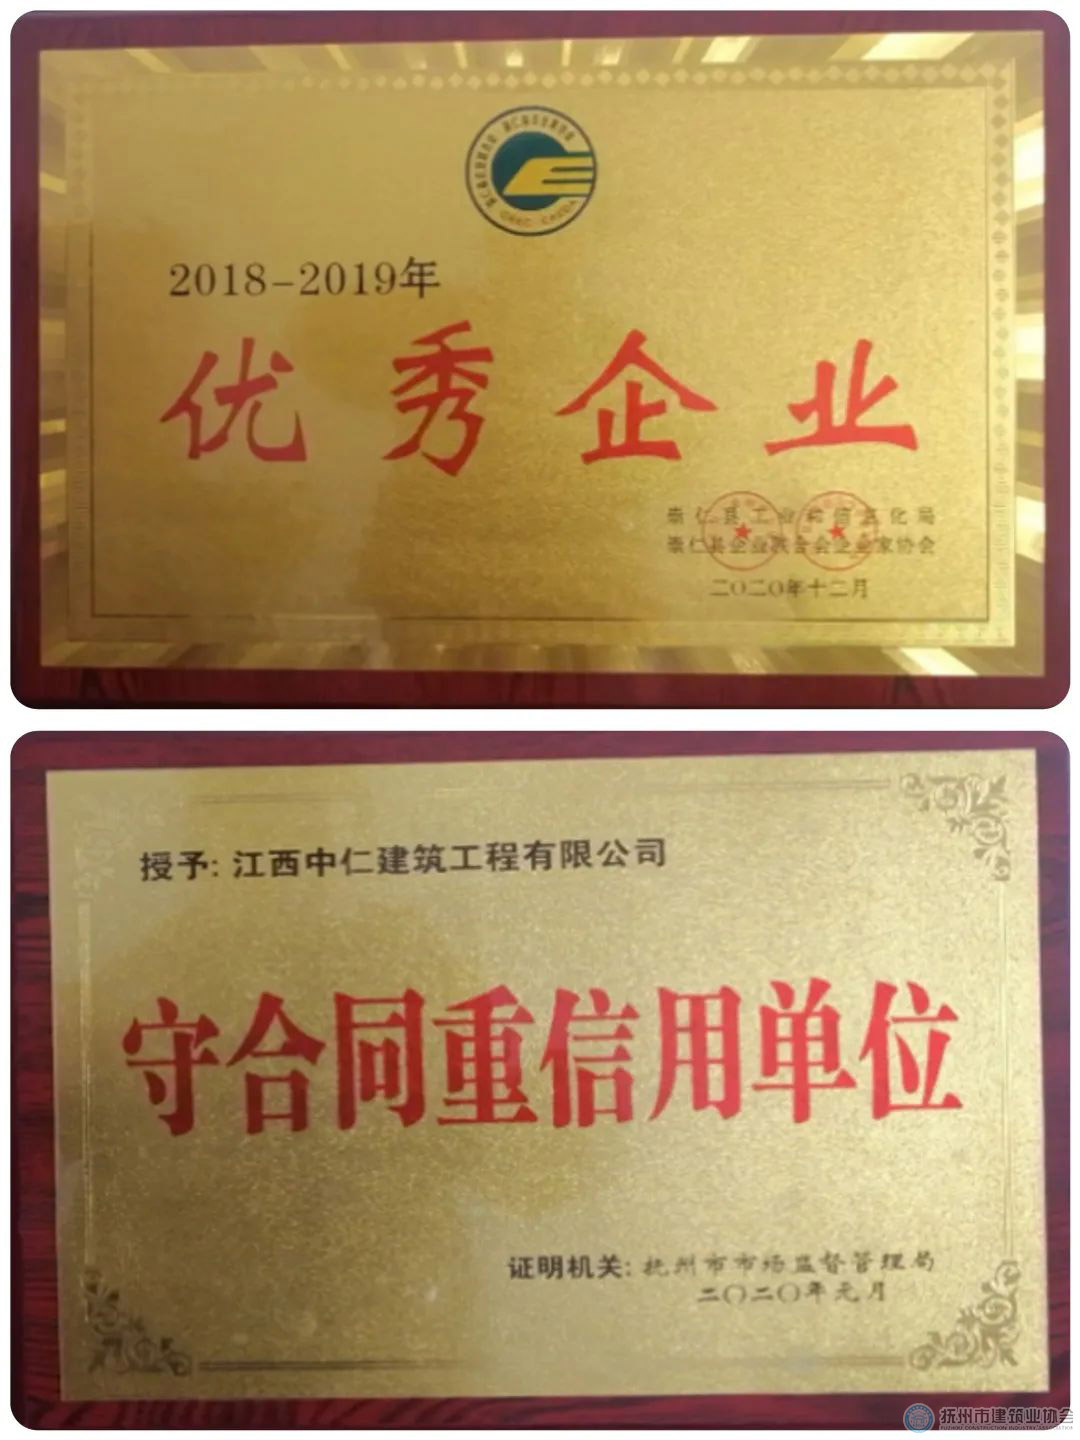 2018-2019年
优秀企业
崇仁县工业和信息化局
崇仁县企业联合会企业家协会
二〇二〇年十二月
授予:江西中仁建筑工程有限公司
守合同重信用单位
证明机关:抚州市市场监督管理局
二〇二〇年元月
抚州市建筑业协会